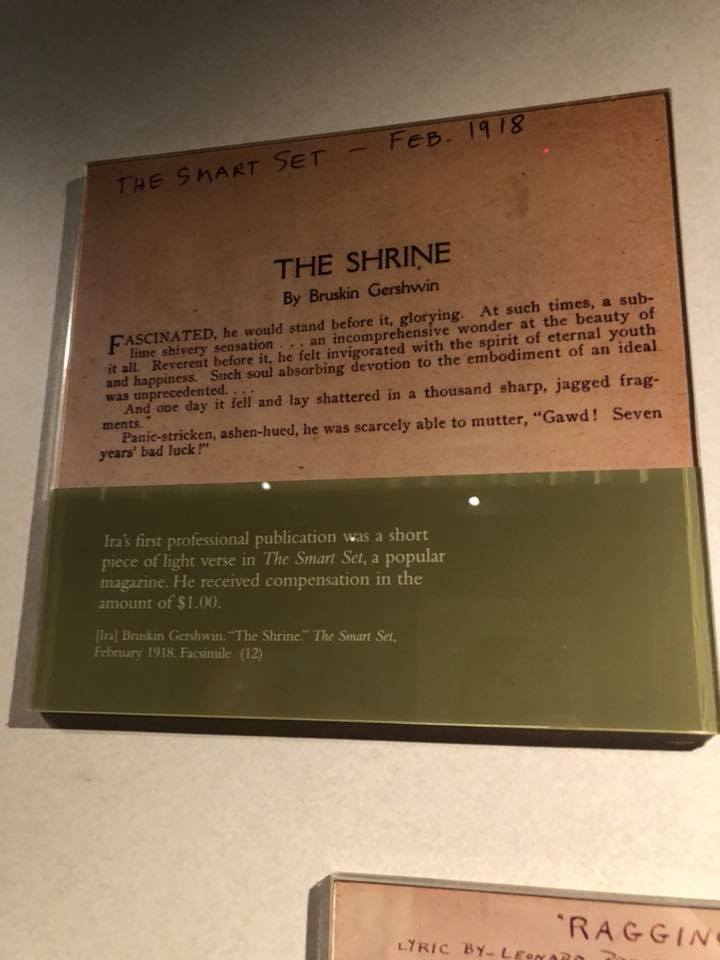 THE SMART SET — FEB. 1918
THE SHRINE
By Bruskin Gershwin
FASCINATED, he would stand before it, glorying. At such times, a sub-
lime shivery sensation . . . an incomprehensive wonder at the beauty of
it all. Reverent before it, he felt invigorated with the spirit of eternal youth
and happiness. Such soul absorbing devotion to the embodiment of an ideal
was unprecedented. . . .
And one day it fell and lay shattered in a thousand sharp, jagged frag-
ments.
Panic-stricken, ashen-hued, he was scarcely able to mutter, "Gawd! Seven
years' bad luck!"
Ira's first professional publication was a short
piece of light verse in The Smart Set, a popular
magazine. He received compensation in the
amount of $1.00.
[Ira] Bruskin Gershwin. "The Shrine." The Smart Set,
February 1918. Facsimile (12)
'RAGGIN
LYRIC BY—LEONARD